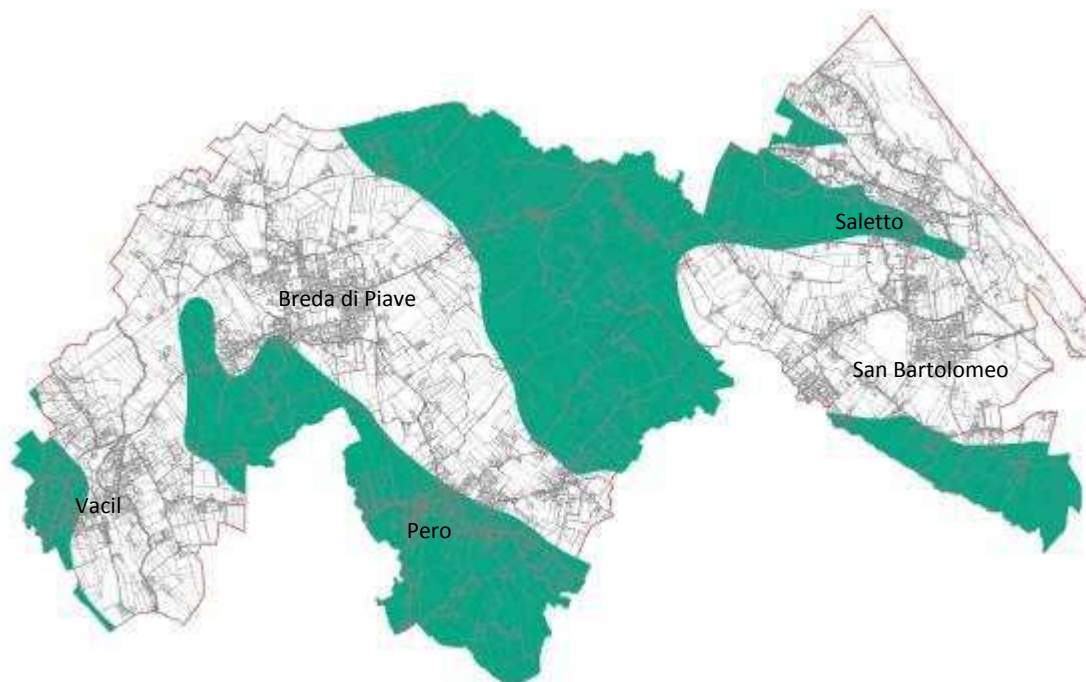 Saletto
Breda di Piave
San Bartolomeo
Vacil
Pero